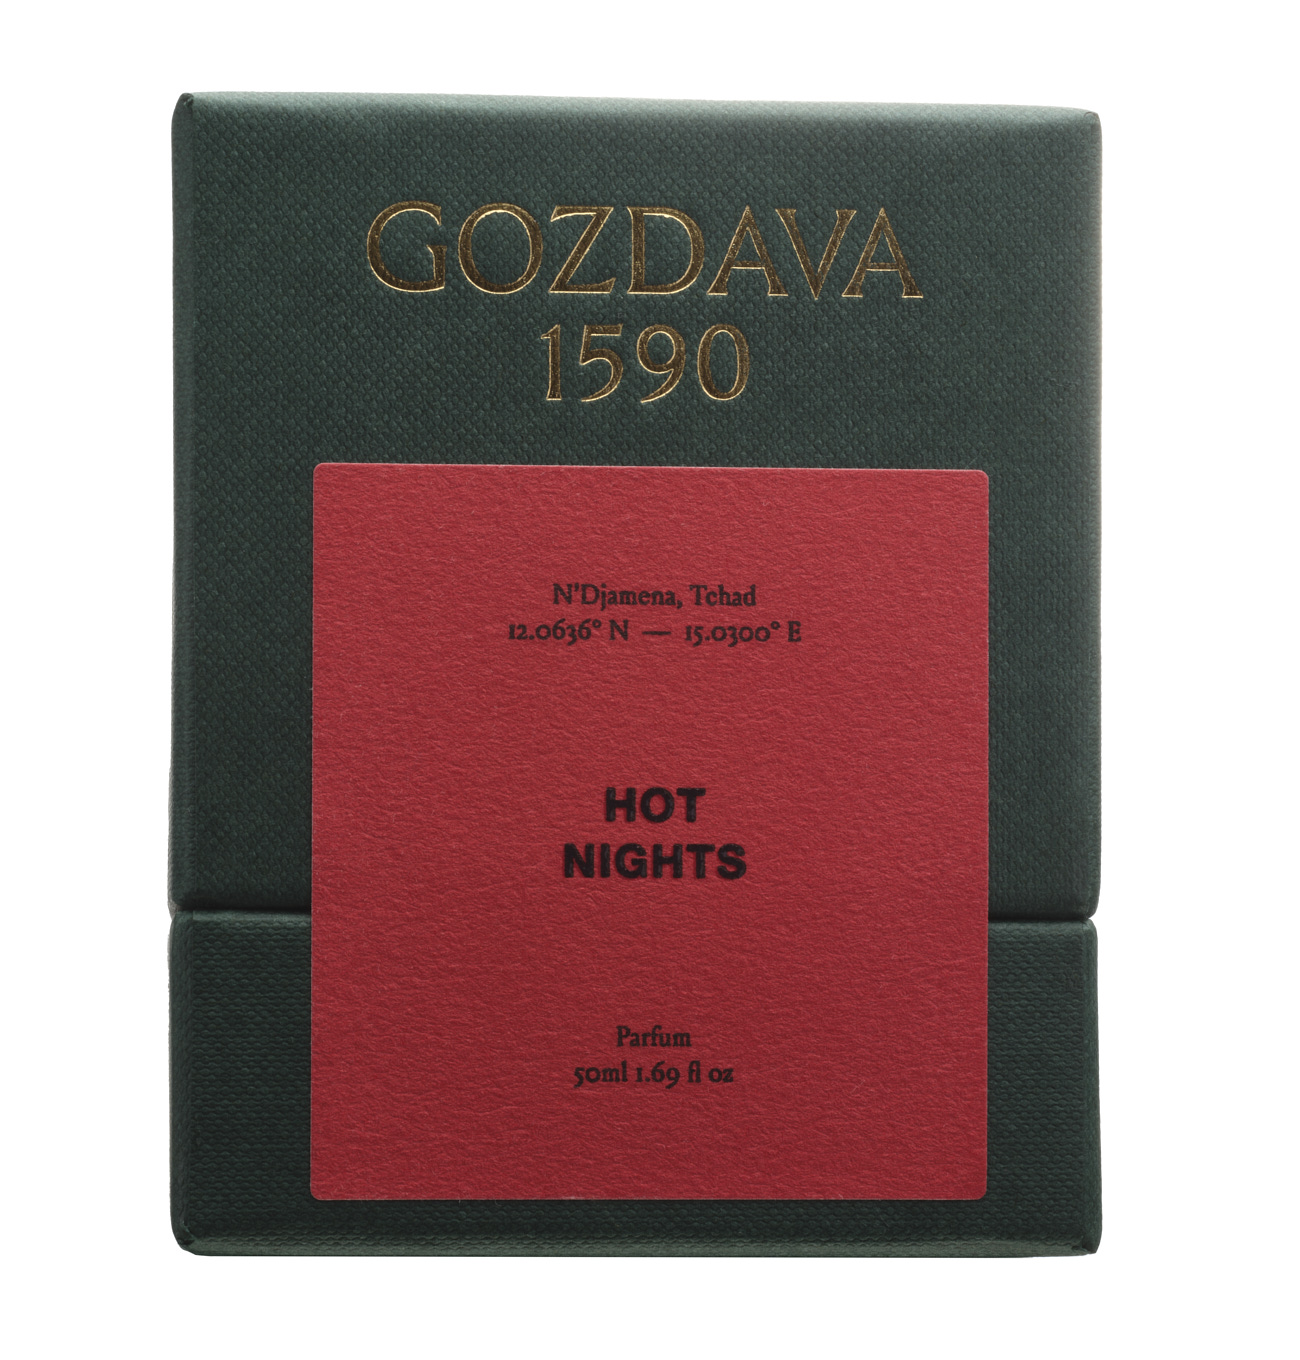 GOZDAVA
1590
N'Djamena, Tchad
12.0636° N — 15.0300° E
HOT
NIGHTS
Parfum
50ml 1.69 fl oz